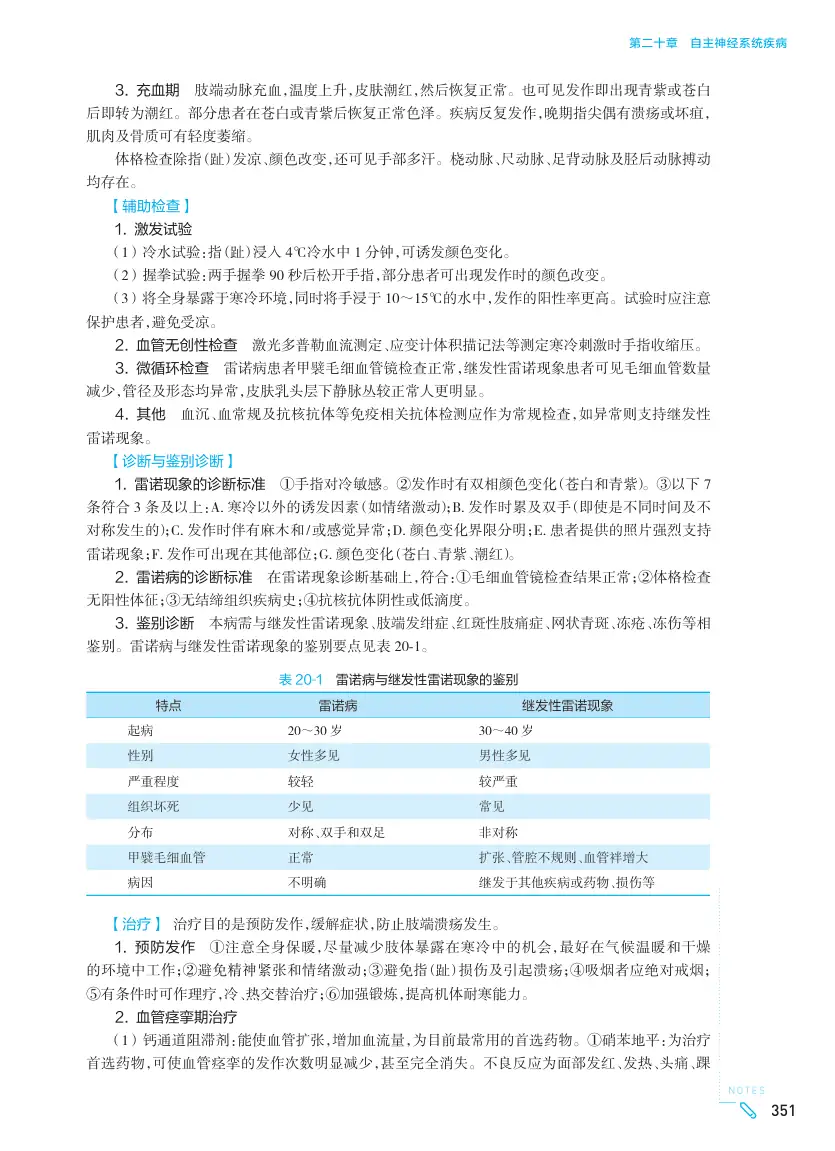 第二十章　自主神经系统疾病
3. 充血期　肢端动脉充血,温度上升,皮肤潮红,然后恢复正常。也可见发作即出现青紫或苍白
后即转为潮红。部分患者在苍白或青紫后恢复正常色泽。疾病反复发作,晚期指尖偶有溃疡或坏疽,
肌肉及骨质可有轻度萎缩。
体格检查除指(趾)发凉、颜色改变,还可见手部多汗。桡动脉、尺动脉、足背动脉及胫后动脉搏动
均存在。
【辅助检查】
1. 激发试验
(1)冷水试验:指(趾)浸入 4℃冷水中 1 分钟,可诱发颜色变化。
(2)握拳试验:两手握拳 90 秒后松开手指,部分患者可出现发作时的颜色改变。
(3)将全身暴露于寒冷环境,同时将手浸于 10～15℃的水中,发作的阳性率更高。试验时应注意
保护患者,避免受凉。
2. 血管无创性检查　激光多普勒血流测定、应变计体积描记法等测定寒冷刺激时手指收缩压。
3. 微循环检查　雷诺病患者甲襞毛细血管镜检查正常,继发性雷诺现象患者可见毛细血管数量
减少,管径及形态均异常,皮肤乳头层下静脉丛较正常人更明显。
4. 其他　血沉、血常规及抗核抗体等免疫相关抗体检测应作为常规检查,如异常则支持继发性
雷诺现象。
【诊断与鉴别诊断】
1. 雷诺现象的诊断标准　①手指对冷敏感。②发作时有双相颜色变化(苍白和青紫)。③以下 7
条符合 3 条及以上:A. 寒冷以外的诱发因素(如情绪激动);B. 发作时累及双手(即使是不同时间及不
对称发生的);C. 发作时伴有麻木和/或感觉异常;D. 颜色变化界限分明;E. 患者提供的照片强烈支持
雷诺现象;F. 发作可出现在其他部位;G. 颜色变化(苍白、青紫、潮红)。
2. 雷诺病的诊断标准　在雷诺现象诊断基础上,符合:①毛细血管镜检查结果正常;②体格检查
无阳性体征;③无结缔组织疾病史;④抗核抗体阴性或低滴度。
3. 鉴别诊断　本病需与继发性雷诺现象、肢端发绀症、红斑性肢痛症、网状青斑、冻疮、冻伤等相
鉴别。雷诺病与继发性雷诺现象的鉴别要点见表 20-1。
表 20-1　雷诺病与继发性雷诺现象的鉴别
特点　雷诺病　继发性雷诺现象
起病　20～30 岁　30～40 岁
性别　女性多见　男性多见
严重程度　较轻　较严重
组织坏死　少见　常见
分布　对称、双手和双足　非对称
甲襞毛细血管　正常　扩张、管腔不规则、血管袢增大
病因　不明确　继发于其他疾病或药物、损伤等
【治疗】 治疗目的是预防发作,缓解症状,防止肢端溃疡发生。
1. 预防发作　①注意全身保暖,尽量减少肢体暴露在寒冷中的机会,最好在气候温暖和干燥
的环境中工作;②避免精神紧张和情绪激动;③避免指(趾)损伤及引起溃疡;④吸烟者应绝对戒烟;
⑤有条件时可作理疗,冷、热交替治疗;⑥加强锻炼,提高机体耐寒能力。
2. 血管痉挛期治疗
(1)钙通道阻滞剂:能使血管扩张,增加血流量,为目前最常用的首选药物。①硝苯地平:为治疗
首选药物,可使血管痉挛的发作次数明显减少,甚至完全消失。不良反应为面部发红、发热、头痛、踝
NOTES
351